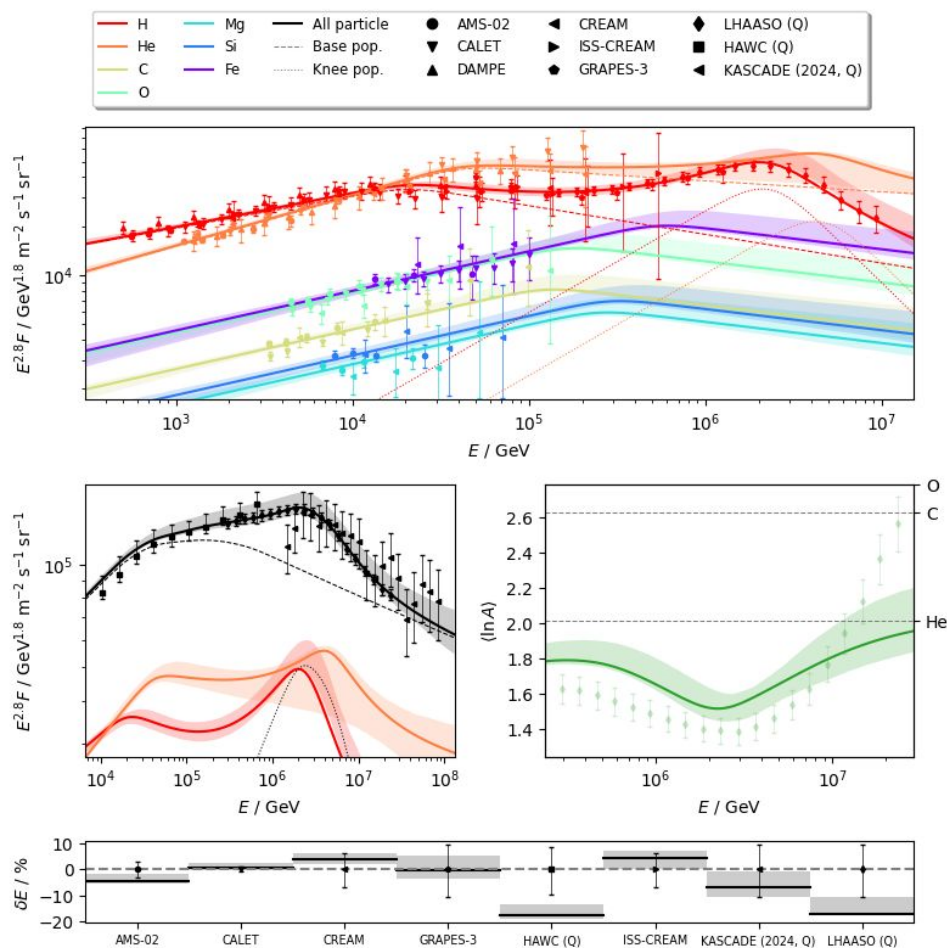 H Mg All particle AMS-02 CREAM LHAASO (Q)
He Si Base pop. CALET ISS-CREAM HAWC (Q)
C Fe Knee pop. DAMPE GRAPES-3 KASCADE (2024, Q)
O
E^2.8F / GeV^1.8 m^−2 s^−1 sr^−1
10^4
10^3 10^4 10^5 10^6 10^7
E / GeV
E^2.8F / GeV^1.8 m^−2 s^−1 sr^−1
10^5
10^4 10^5 10^6 10^7 10^8
E / GeV
⟨ln A⟩
2.6
2.4
2.2
2.0
1.8
1.6
1.4
O
C
He
10^6 10^7
E / GeV
δE / %
10
0
−10
−20
AMS-02 CALET CREAM GRAPES-3 HAWC (Q) ISS-CREAM KASCADE (2024, Q) LHAASO (Q)